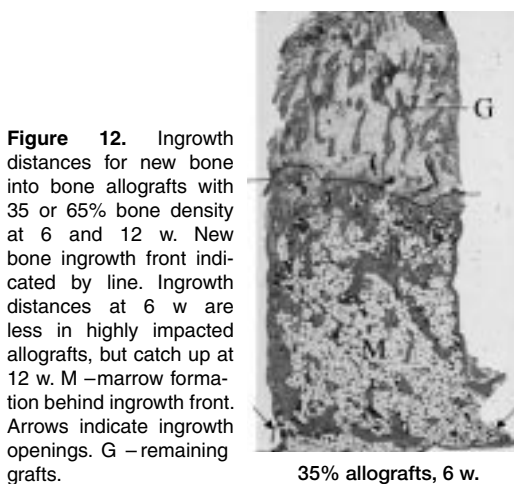 Figure 12. Ingrowth
distances for new bone
into bone allografts with
35 or 65% bone density
at 6 and 12 w. New
bone ingrowth front indi-
cated by line. Ingrowth
distances at 6 w are
less in highly impacted
allografts, but catch up at
12 w. M –marrow forma-
tion behind ingrowth front.
Arrows indicate ingrowth
openings. G – remaining
grafts.
G
M
35% allografts, 6 w.